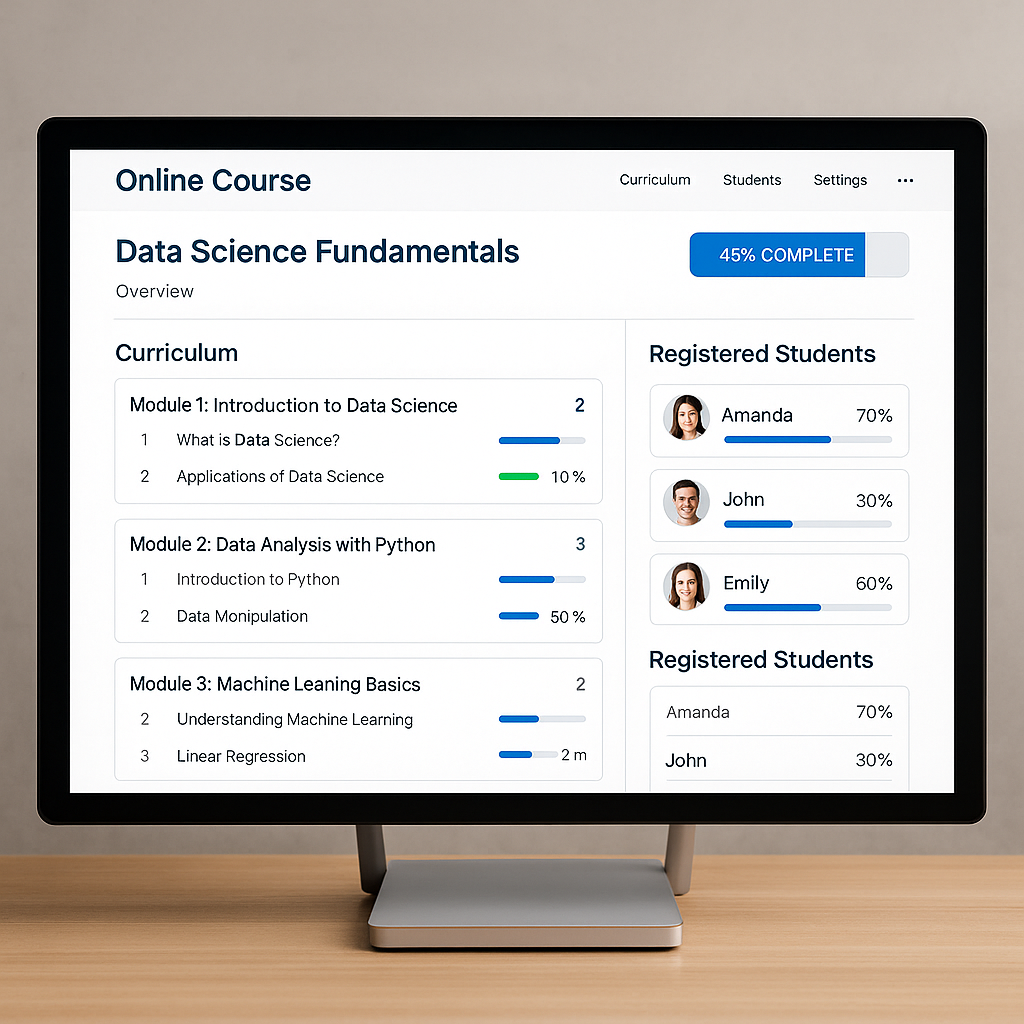 Online Course
Curriculum Students Settings ...
Data Science Fundamentals
45% COMPLETE
Overview
Curriculum
Module 1: Introduction to Data Science 2
1 What is Data Science?
2 Applications of Data Science 10 %
Module 2: Data Analysis with Python 3
1 Introduction to Python
2 Data Monipulation 50 %
Module 3: Machine Leaning Basics 2
2 Understanding Machine Learning
3 Linear Regression 2 m
Registered Students
Amanda 70%
John 30%
Emily 60%
Registered Students
Amanda 70%
John 30%